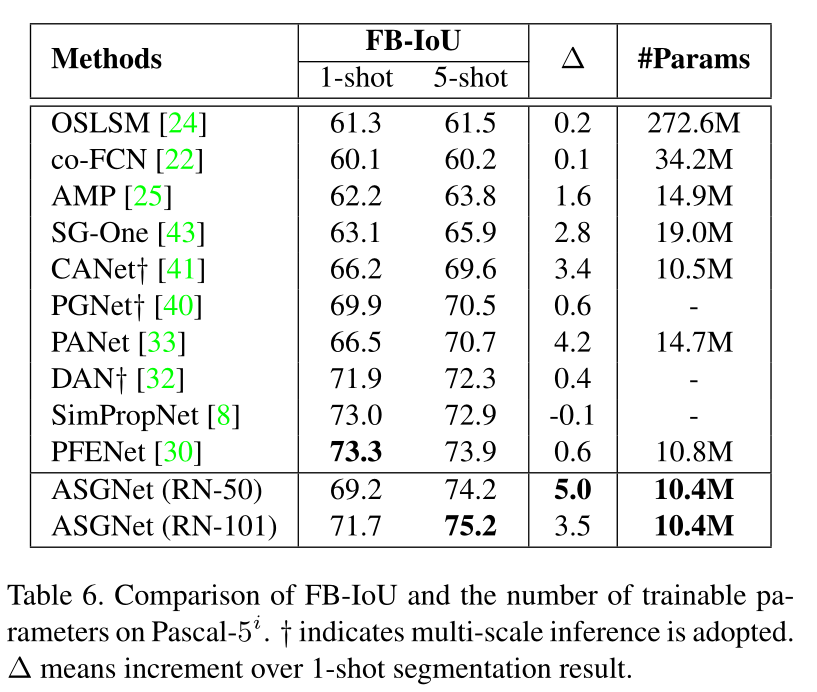 Methods FB-IoU Δ #Params
1-shot 5-shot
OSLSM [24] 61.3 61.5 0.2 272.6M
co-FCN [22] 60.1 60.2 0.1 34.2M
AMP [25] 62.2 63.8 1.6 14.9M
SG-One [43] 63.1 65.9 2.8 19.0M
CANet† [41] 66.2 69.6 3.4 10.5M
PGNet† [40] 69.9 70.5 0.6 -
PANet [33] 66.5 70.7 4.2 14.7M
DAN† [32] 71.9 72.3 0.4 -
SimPropNet [8] 73.0 72.9 -0.1 -
PFENet [30] 73.3 73.9 0.6 10.8M
ASGNet (RN-50) 69.2 74.2 5.0 10.4M
ASGNet (RN-101) 71.7 75.2 3.5 10.4M
Table 6. Comparison of FB-IoU and the number of trainable pa-
rameters on Pascal-5ⁱ. † indicates multi-scale inference is adopted.
Δ means increment over 1-shot segmentation result.